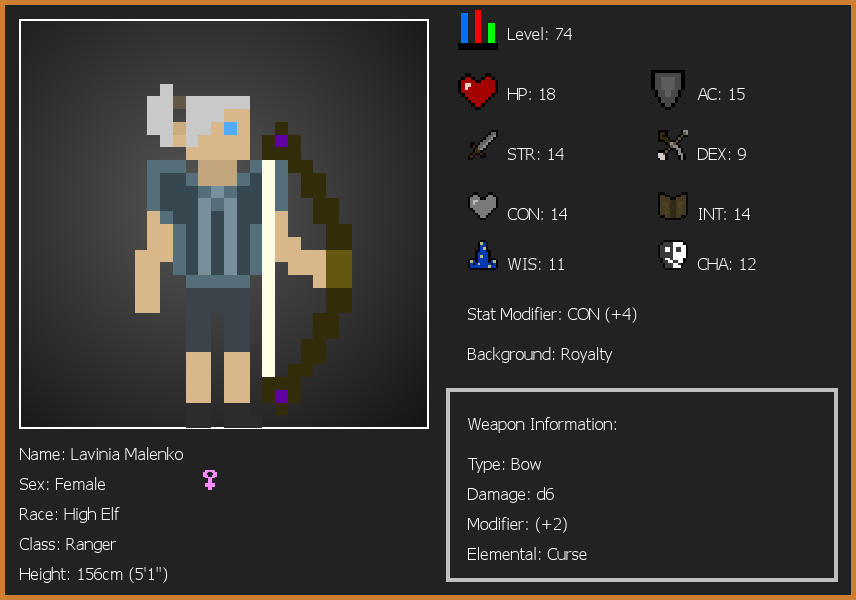 Level: 74
HP: 18
AC: 15
STR: 14
DEX: 9
CON: 14
INT: 14
WIS: 11
CHA: 12
Stat Modifier: CON (+4)
Background: Royalty
Weapon Information:
Type: Bow
Damage: d6
Modifier: (+2)
Elemental: Curse
Name: Lavinia Malenko
Sex: Female
Race: High Elf
Class: Ranger
Height: 156cm (5'1")